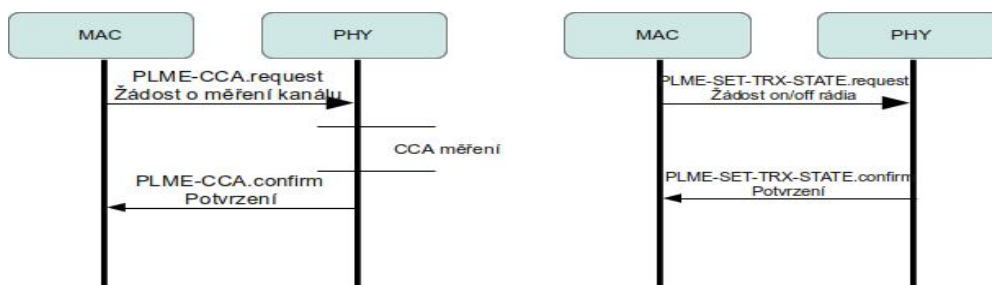 MAC
PHY
PLME-CCA.request
Žádost o měření kanálu
CCA měření
PLME-CCA.confirm
Potvrzení
MAC
PHY
PLME-SET-TRX-STATE.request
Žádost on/off rádia
PLME-SET-TRX-STATE.confirm
Potvrzení